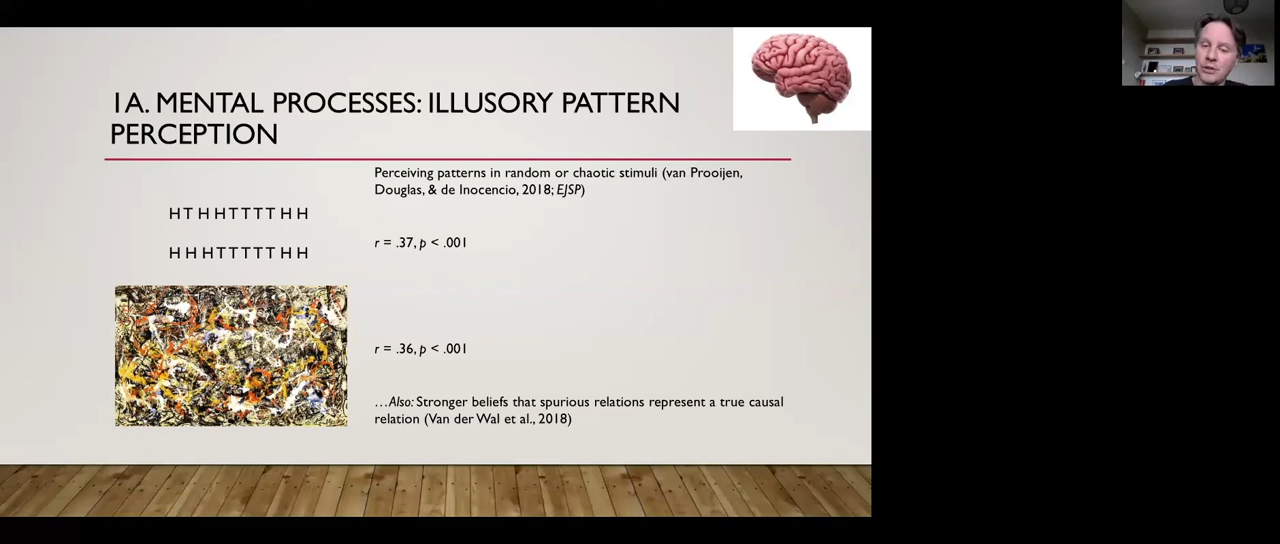 1A. MENTAL PROCESSES: ILLUSORY PATTERN
PERCEPTION
Perceiving patterns in random or chaotic stimuli (van Prooijen,
Douglas, & de Inocencio, 2018; EJSP)
H T H H T T T T H H
r = .37, p < .001
H H H T T T T T H H
r = .36, p < .001
…Also: Stronger beliefs that spurious relations represent a true causal
relation (Van der Wal et al., 2018)